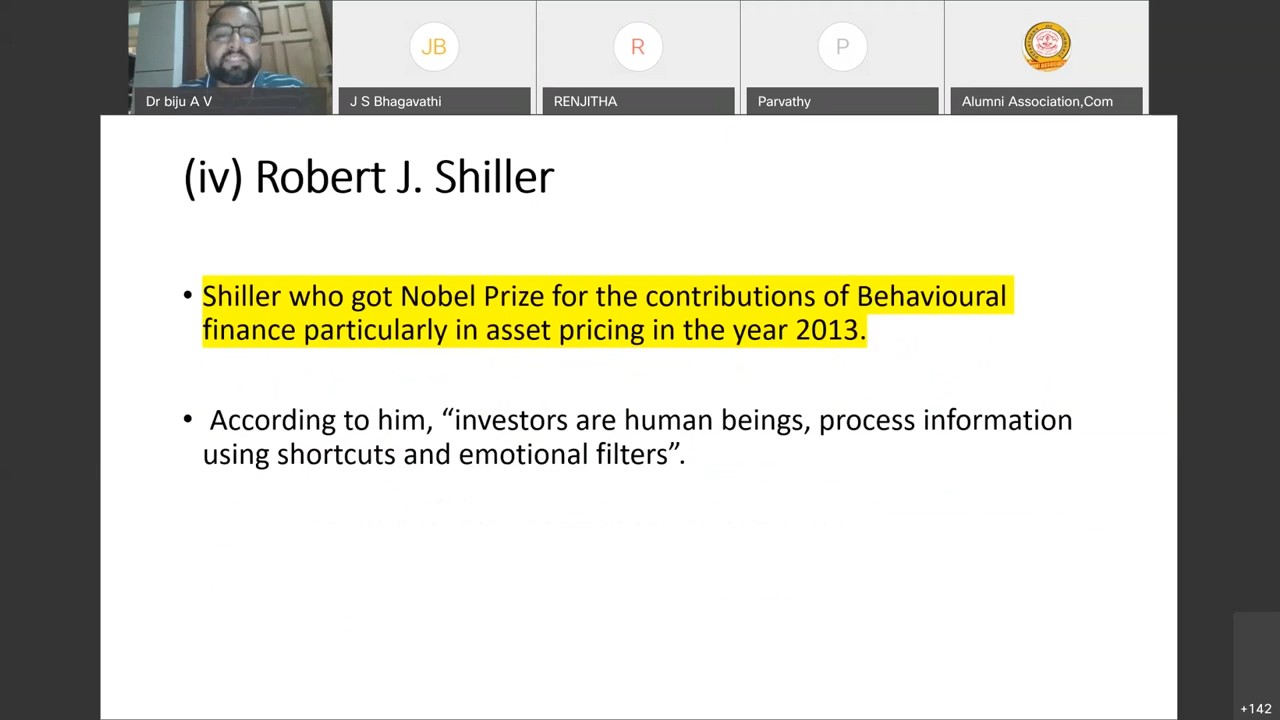 JB
R
P
Dr biju A V
J S Bhagavathi
RENJITHA
Parvathy
Alumni Association,Com
(iv) Robert J. Shiller
• Shiller who got Nobel Prize for the contributions of Behavioural
finance particularly in asset pricing in the year 2013.
• According to him, “investors are human beings, process information
using shortcuts and emotional filters”.
+142